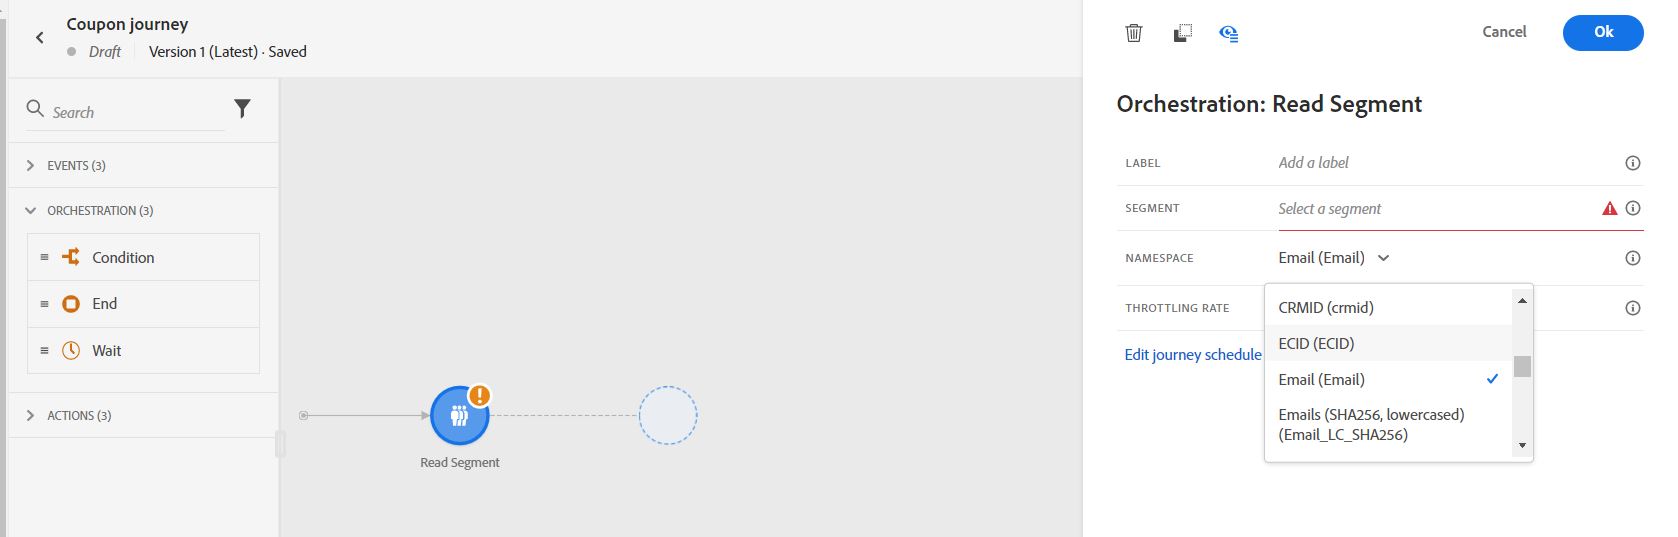 Coupon journey
Draft
Version 1 (Latest) · Saved
Search
EVENTS (3)
ORCHESTRATION (3)
Condition
End
Wait
ACTIONS (3)
Read Segment
Cancel
Ok
Orchestration: Read Segment
LABEL
Add a label
SEGMENT
Select a segment
NAMESPACE
Email (Email)
THROTTLING RATE
Edit journey schedule
CRMID (crmid)
ECID (ECID)
Email (Email)
Emails (SHA256, lowercased)
(Email_LC_SHA256)